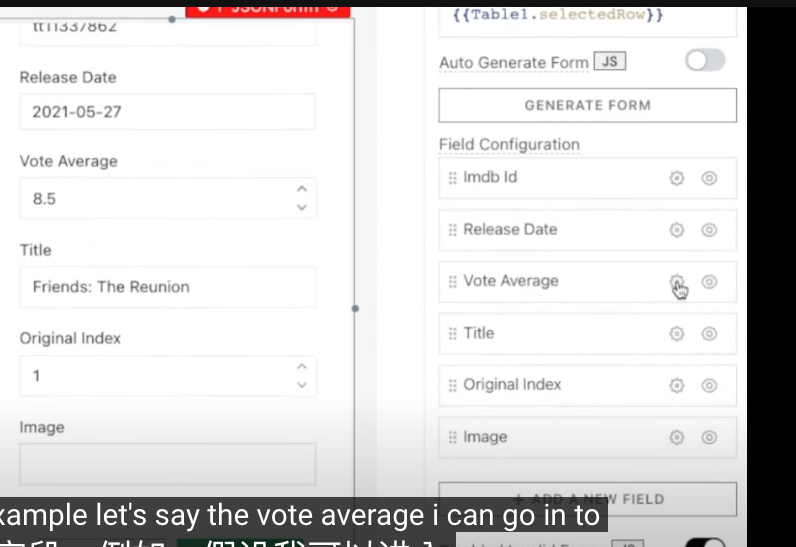 {{Table1.selectedRow}}
tt11337862
Release Date
2021-05-27
Vote Average
8.5
Title
Friends: The Reunion
Original Index
1
Image
Auto Generate Form JS
GENERATE FORM
Field Configuration
Imdb Id
Release Date
Vote Average
Title
Original Index
Image
+ ADD A NEW FIELD
xample let's say the vote average i can go in to